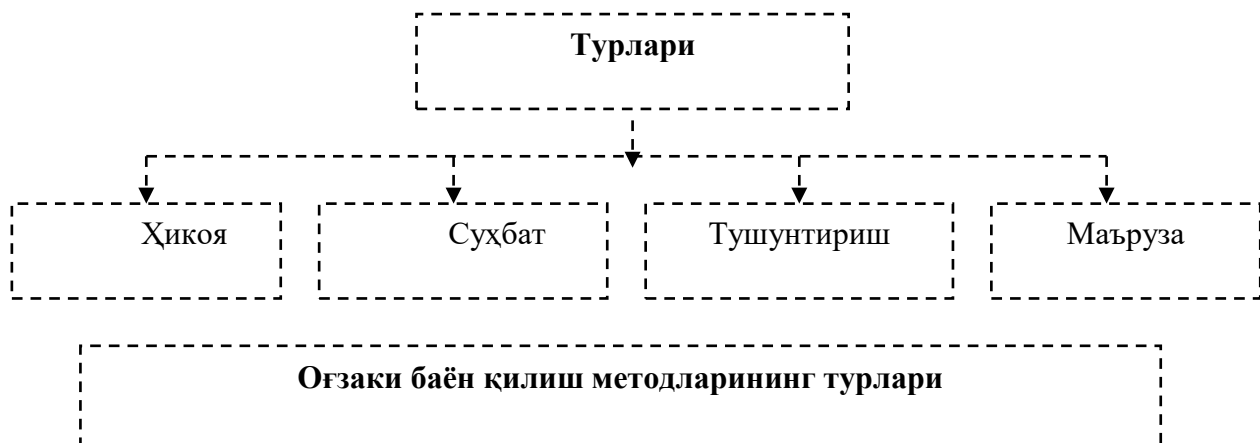 Турлари
Ҳикоя
Суҳбат
Тушунтириш
Маъруза
Оғзаки баён қилиш методларининг турлари